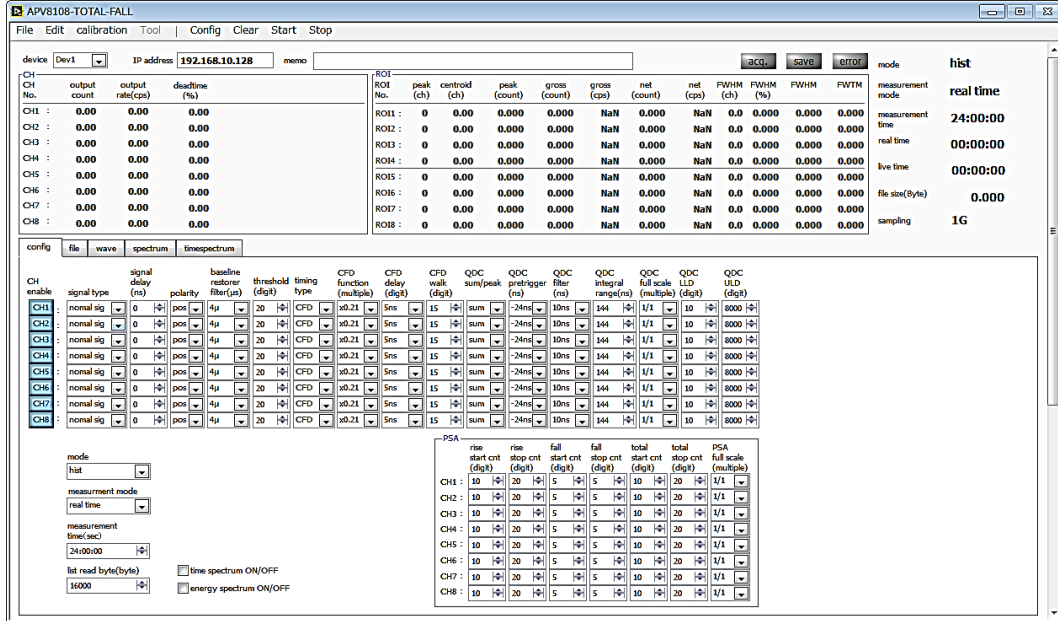 APV8108-TOTAL-FALL
File Edit calibration Tool | Config Clear Start Stop
device Dev1 IP address 192.168.10.128 memo acq. save error
mode hist
measurement mode real time
measurement time 24:00:00
real time 00:00:00
live time 00:00:00
file size(Byte) 0.000
sampling 1G
CH
CH No. output count output rate(cps) deadtime (%)
CH1 : 0.00 0.00 0.00
CH2 : 0.00 0.00 0.00
CH3 : 0.00 0.00 0.00
CH4 : 0.00 0.00 0.00
CH5 : 0.00 0.00 0.00
CH6 : 0.00 0.00 0.00
CH7 : 0.00 0.00 0.00
CH8 : 0.00 0.00 0.00
ROI
ROI No. peak (ch) centroid (ch) peak (count) gross (count) gross (cps) net (count) net (cps) FWHM (ch) FWHM (%) FWHM FWTM
ROI1 : 0 0.00 0.000 0.000 NaN 0.000 NaN 0.0 0.000 0.000 0.000
ROI2 : 0 0.00 0.000 0.000 NaN 0.000 NaN 0.0 0.000 0.000 0.000
ROI3 : 0 0.00 0.000 0.000 NaN 0.000 NaN 0.0 0.000 0.000 0.000
ROI4 : 0 0.00 0.000 0.000 NaN 0.000 NaN 0.0 0.000 0.000 0.000
ROI5 : 0 0.00 0.000 0.000 NaN 0.000 NaN 0.0 0.000 0.000 0.000
ROI6 : 0 0.00 0.000 0.000 NaN 0.000 NaN 0.0 0.000 0.000 0.000
ROI7 : 0 0.00 0.000 0.000 NaN 0.000 NaN 0.0 0.000 0.000 0.000
ROI8 : 0 0.00 0.000 0.000 NaN 0.000 NaN 0.0 0.000 0.000 0.000
config file wave spectrum timespectrum
CH enable signal type signal delay (ns) polarity baseline restorer filter(μs) threshold (digit) timing type CFD function (multiple) CFD delay (digit) CFD walk (digit) QDC sum/peak QDC pretrigger (ns) QDC filter (ns) QDC integral range(ns) QDC full scale (multiple) QDC LLD (digit) QDC ULD (digit)
CH1 : nomal sig 0 pos 4μ 20 CFD x0.21 5ns 15 sum -24ns 10ns 144 1/1 10 8000
CH2 : nomal sig 0 pos 4μ 20 CFD x0.21 5ns 15 sum -24ns 10ns 144 1/1 10 8000
CH3 : nomal sig 0 pos 4μ 20 CFD x0.21 5ns 15 sum -24ns 10ns 144 1/1 10 8000
CH4 : nomal sig 0 pos 4μ 20 CFD x0.21 5ns 15 sum -24ns 10ns 144 1/1 10 8000
CH5 : nomal sig 0 pos 4μ 20 CFD x0.21 5ns 15 sum -24ns 10ns 144 1/1 10 8000
CH6 : nomal sig 0 pos 4μ 20 CFD x0.21 5ns 15 sum -24ns 10ns 144 1/1 10 8000
CH7 : nomal sig 0 pos 4μ 20 CFD x0.21 5ns 15 sum -24ns 10ns 144 1/1 10 8000
CH8 : nomal sig 0 pos 4μ 20 CFD x0.21 5ns 15 sum -24ns 10ns 144 1/1 10 8000
mode
hist
measurment mode
real time
measurement
time(sec)
24:00:00
list read byte(byte)
16000
time spectrum ON/OFF
energy spectrum ON/OFF
PSA
rise start cnt (digit) rise stop cnt (digit) fall start cnt (digit) fall stop cnt (digit) total start cnt (digit) total stop cnt (digit) PSA full scale (multiple)
CH1 : 10 20 5 5 10 20 1/1
CH2 : 10 20 5 5 10 20 1/1
CH3 : 10 20 5 5 10 20 1/1
CH4 : 10 20 5 5 10 20 1/1
CH5 : 10 20 5 5 10 20 1/1
CH6 : 10 20 5 5 10 20 1/1
CH7 : 10 20 5 5 10 20 1/1
CH8 : 10 20 5 5 10 20 1/1